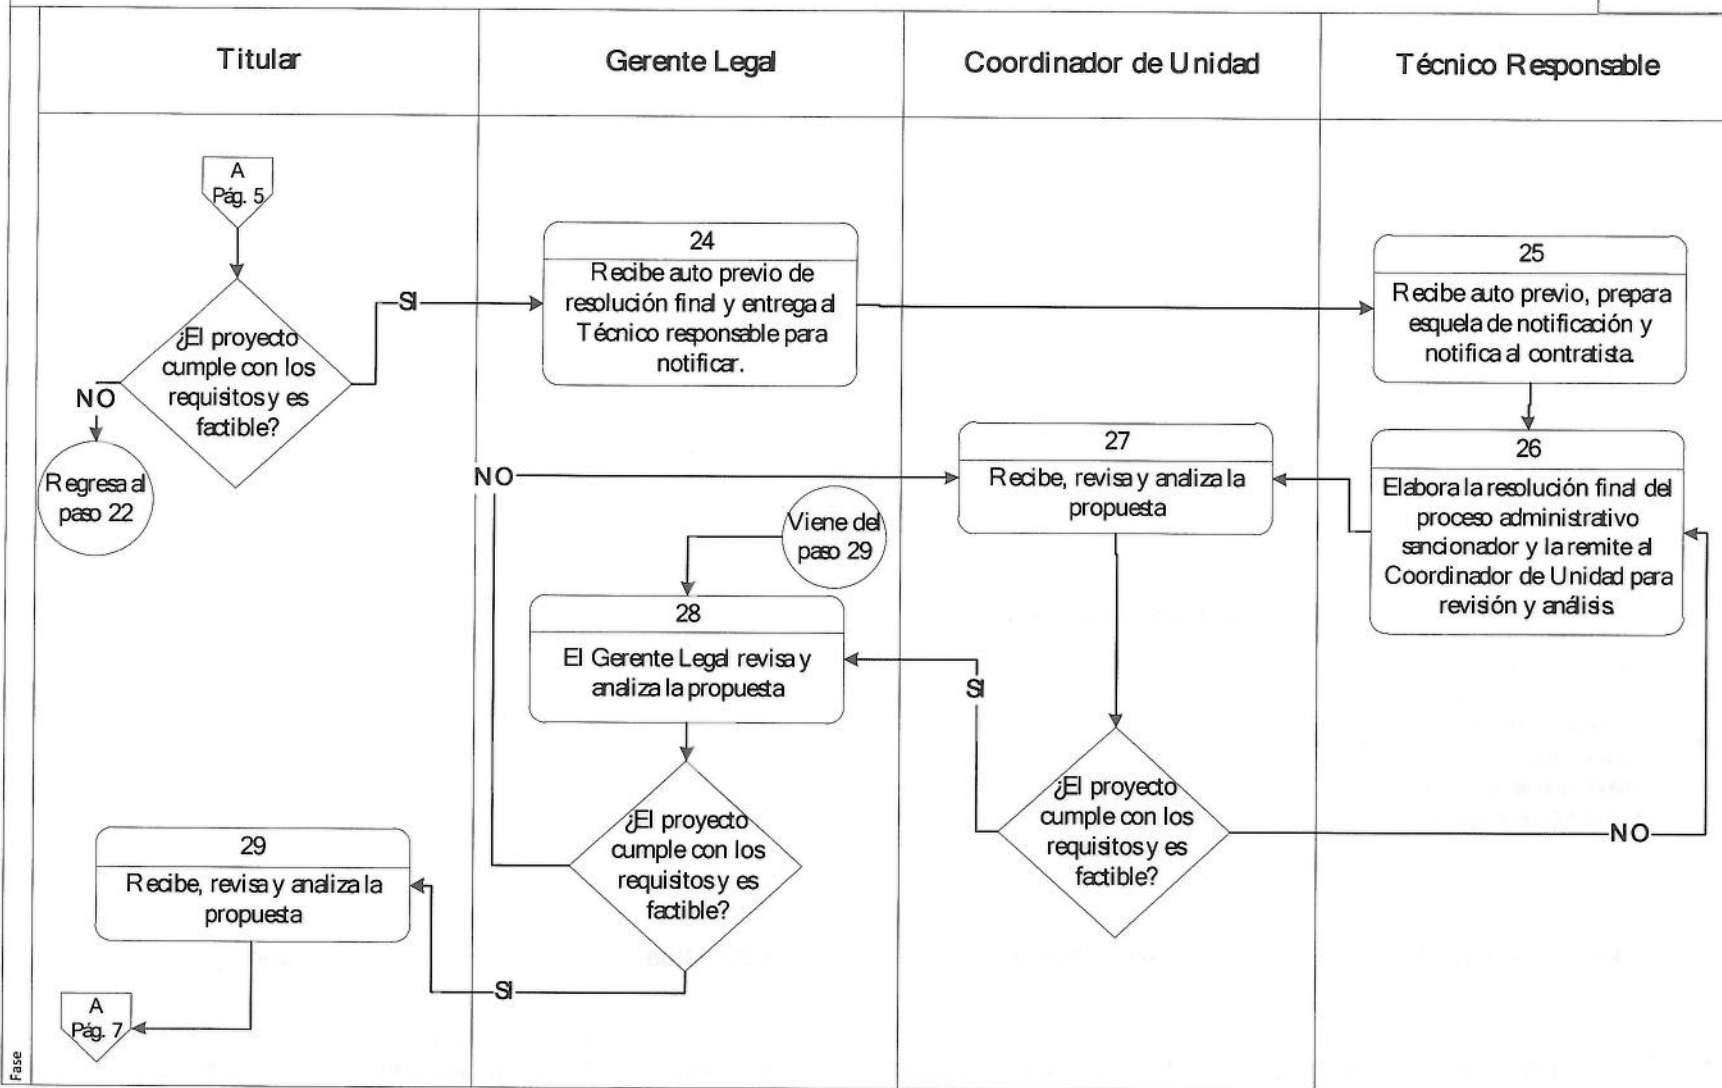 Titular
Gerente Legal
Coordinador de Unidad
Técnico Responsable
A
Pág. 5
¿El proyecto
cumple con los
requisitos y es
factible?
SI
NO
Regresa al
paso 22
24
Recibe auto previo de
resolución final y entrega al
Técnico responsable para
notificar.
25
Recibe auto previo, prepara
esquela de notificación y
notifica al contratista.
26
Elabora la resolución final del
proceso administrativo
sancionador y la remite al
Coordinador de Unidad para
revisión y análisis.
27
Recibe, revisa y analiza la
propuesta
NO
Viene del
paso 29
28
El Gerente Legal revisa y
analiza la propuesta
SI
¿El proyecto
cumple con los
requisitos y es
factible?
NO
¿El proyecto
cumple con los
requisitos y es
factible?
SI
29
Recibe, revisa y analiza la
propuesta
A
Pág. 7
Fase